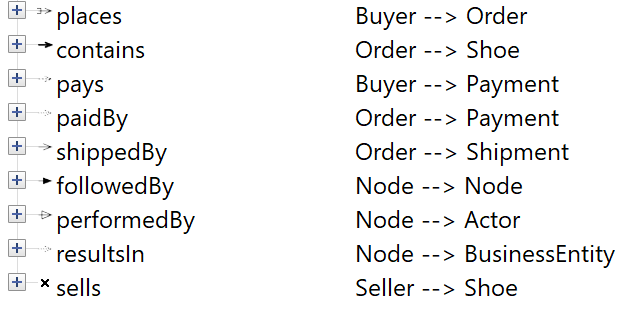 places Buyer --> Order
contains Order --> Shoe
pays Buyer --> Payment
paidBy Order --> Payment
shippedBy Order --> Shipment
followedBy Node --> Node
performedBy Node --> Actor
resultsIn Node --> BusinessEntity
sells Seller --> Shoe